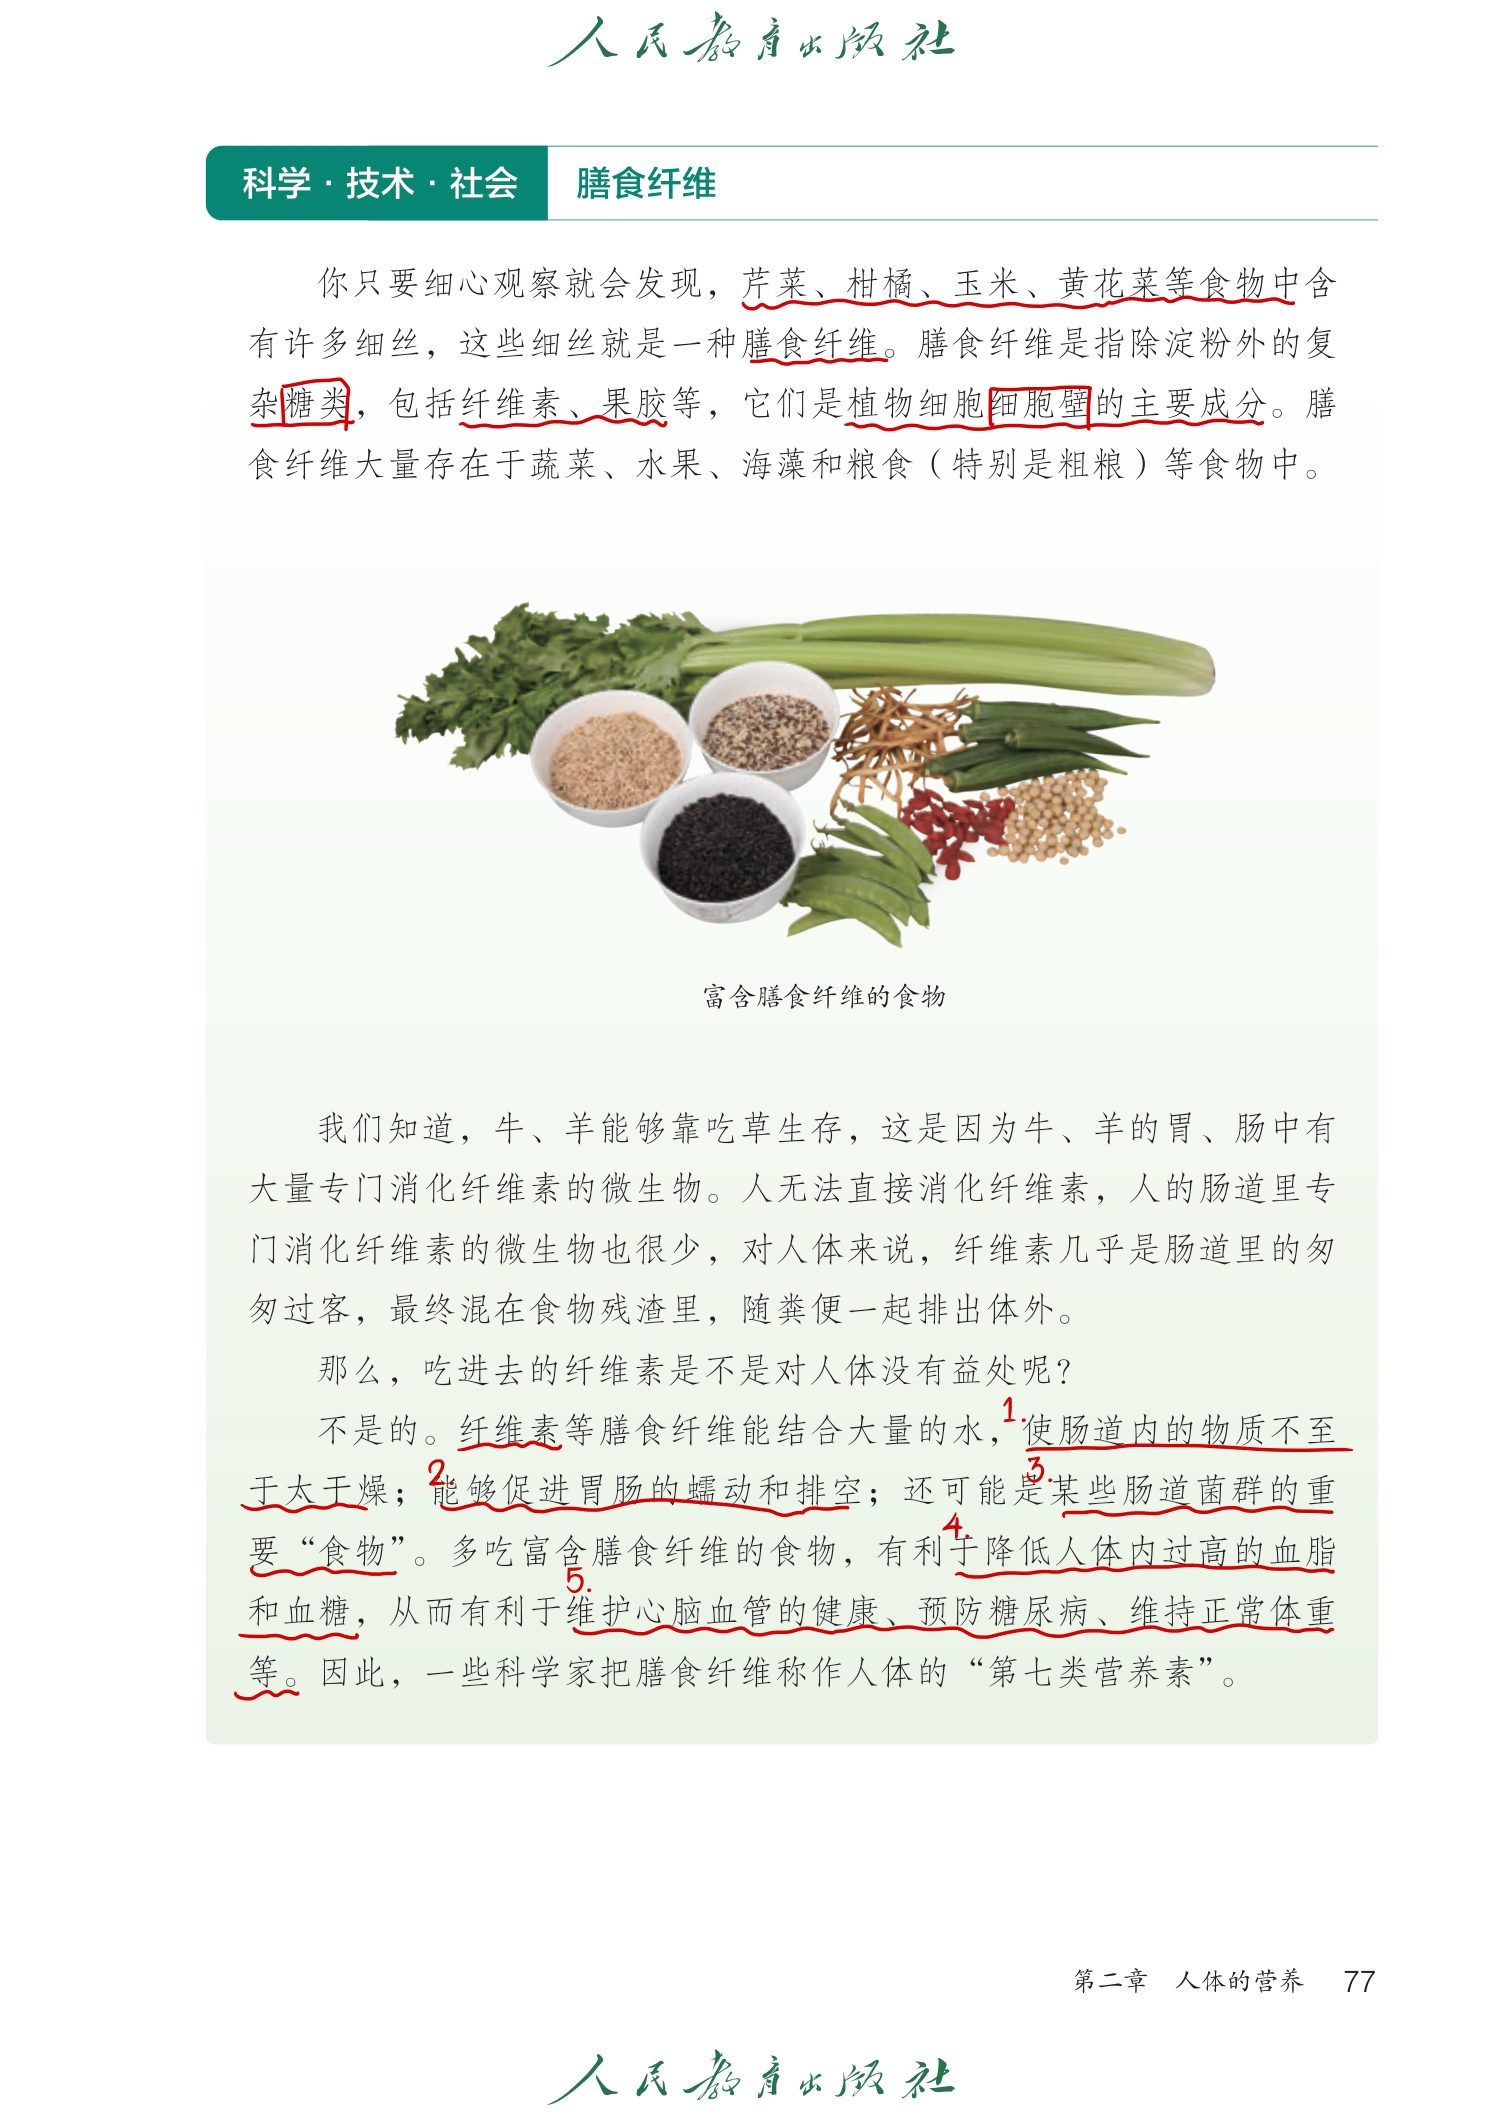 人民教育出版社
科学·技术·社会 膳食纤维
你只要细心观察就会发现，芹菜、柑橘、玉米、黄花菜等食物中含
有许多细丝，这些细丝就是一种膳食纤维。膳食纤维是指除淀粉外的复
杂糖类，包括纤维素、果胶等，它们是植物细胞细胞壁的主要成分。膳
食纤维大量存在于蔬菜、水果、海藻和粮食（特别是粗粮）等食物中。
富含膳食纤维的食物
我们知道，牛、羊能够靠吃草生存，这是因为牛、羊的胃、肠中有
大量专门消化纤维素的微生物。人无法直接消化纤维素，人的肠道里专
门消化纤维素的微生物也很少，对人体来说，纤维素几乎是肠道里的匆
匆过客，最终混在食物残渣里，随粪便一起排出体外。
那么，吃进去的纤维素是不是对人体没有益处呢？
不是的。纤维素等膳食纤维能结合大量的水，1.使肠道内的物质不至
于太干燥；2.能够促进胃肠的蠕动和排空；还可能是3.某些肠道菌群的重
要“食物”。多吃富含膳食纤维的食物，有利于4.降低人体内过高的血脂
和血糖，从而有利于5.维护心脑血管的健康、预防糖尿病、维持正常体重
等。因此，一些科学家把膳食纤维称作人体的“第七类营养素”。
第二章 人体的营养 77
人民教育出版社